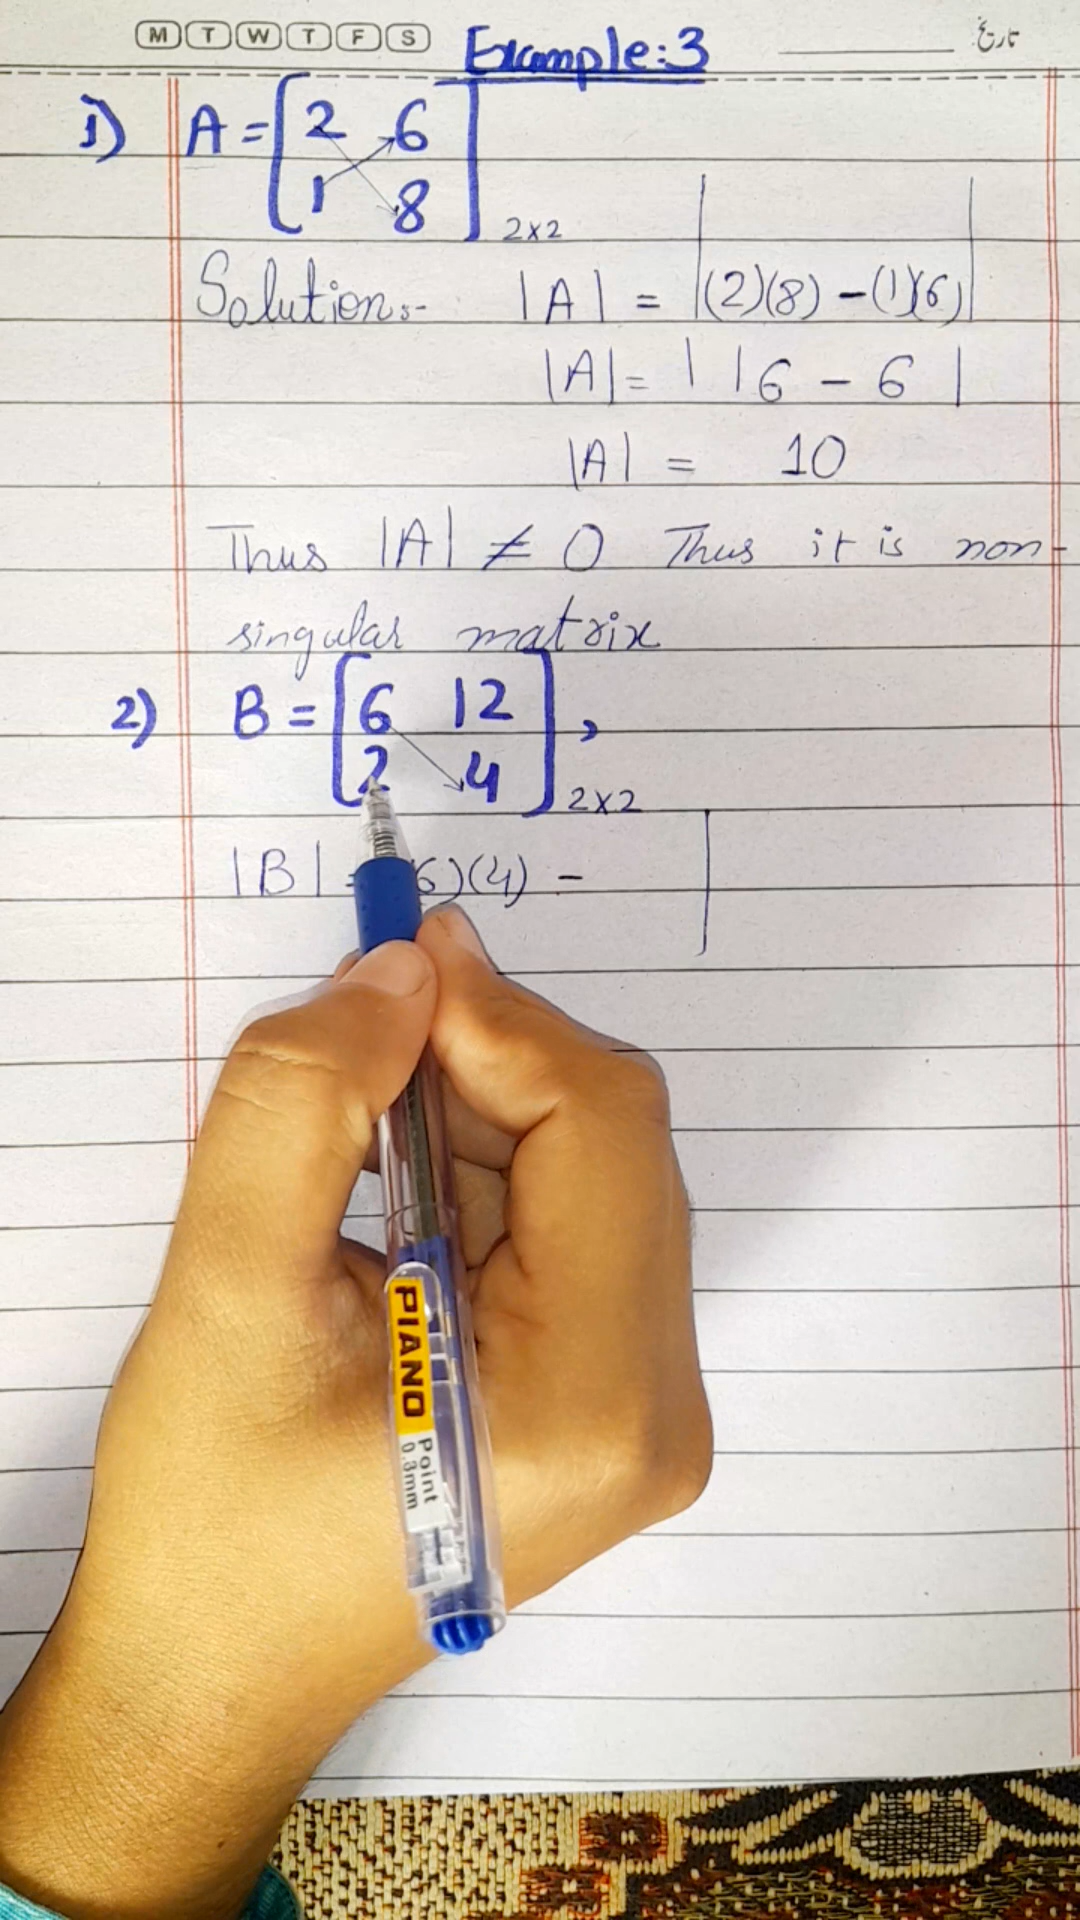 M T W T F S
Example:3
تاریخ
1) A = [2 6
1 8] 2x2
Solution:- |A| = |(2)(8) - (1)(6)|
|A| = | 16 - 6 |
|A| = 10
Thus |A| ≠ 0 Thus it is non-
singular matrix
2) B = [6 12
2 4], 2x2
|B| = 6)(4) -
PIANO
Point
0.3mm